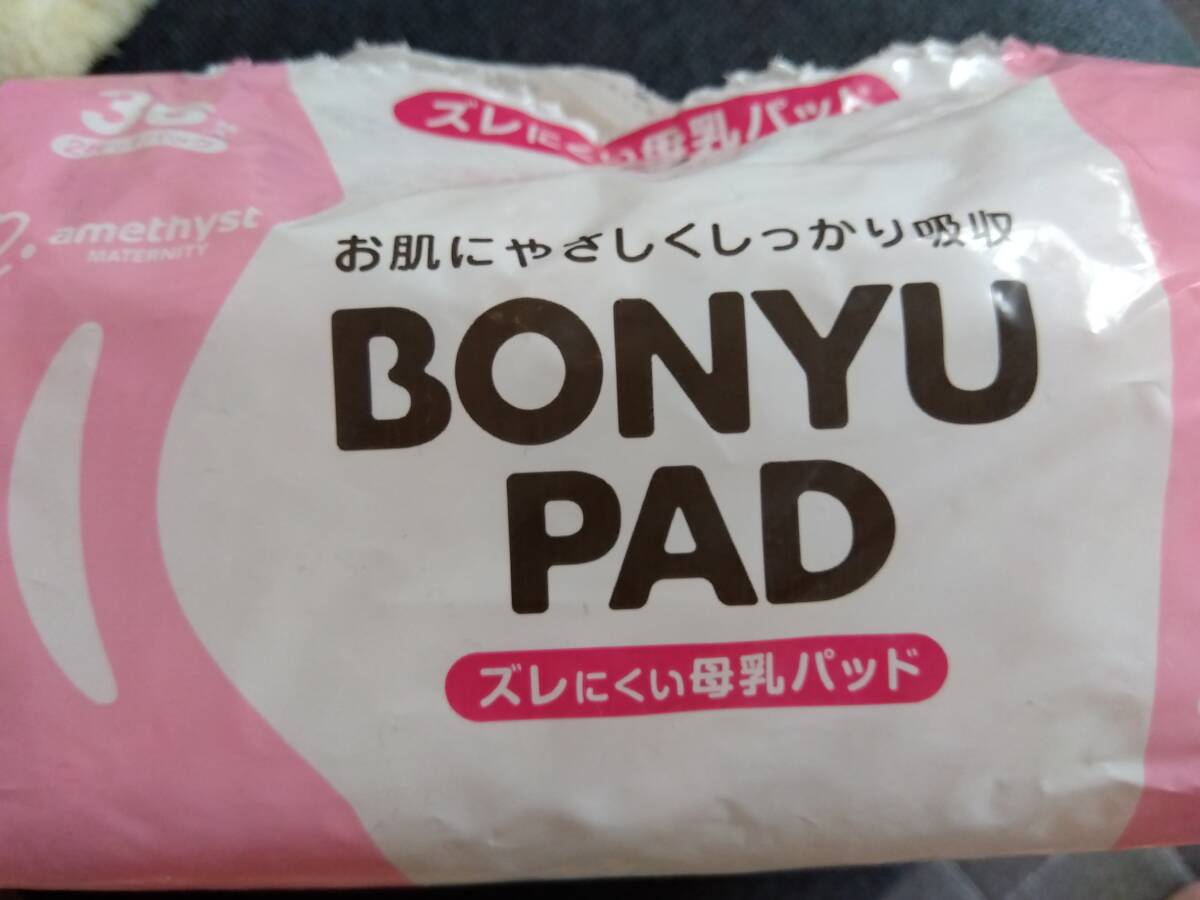 ズレにくい母乳パッド
amethyst
MATERNITY
お肌にやさしくしっかり吸収
BONYU
PAD
ズレにくい母乳パッド